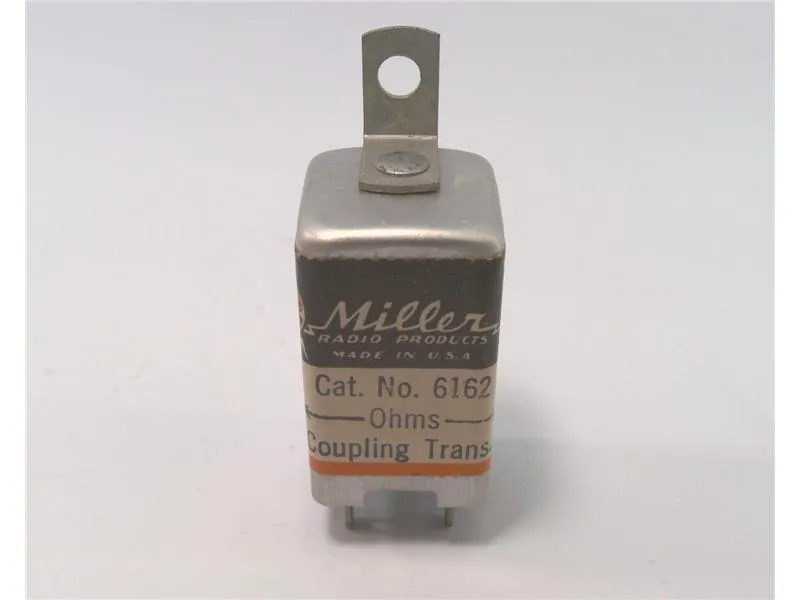 Miller
RADIO PRODUCTS
MADE IN U.S.A
Cat. No. 6162
Ohms
Coupling Trans-